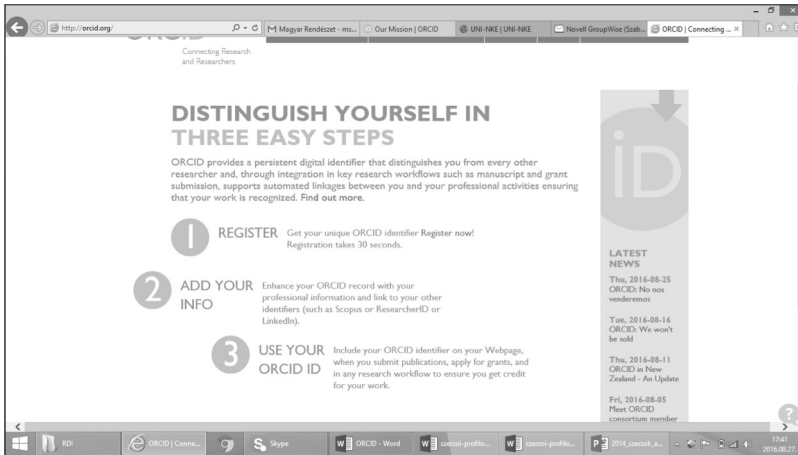 http://orcid.org/
Magyar Rendészet - ms...
Our Mission | ORCID
UNI-NKE | UNI-NKE
Novell GroupWise (Szab...
ORCID | Connecting ...
ORCID
Connecting Research
and Researchers
DISTINGUISH YOURSELF IN
THREE EASY STEPS
ORCID provides a persistent digital identifier that distinguishes you from every other
researcher and, through integration in key research workflows such as manuscript and grant
submission, supports automated linkages between you and your professional activities ensuring
that your work is recognized. Find out more.
1 REGISTER
Get your unique ORCID identifier Register now!
Registration takes 30 seconds.
2 ADD YOUR
INFO
Enhance your ORCID record with your
professional information and link to your other
identifiers (such as Scopus or ResearcherID or
LinkedIn).
3 USE YOUR
ORCID ID
Include your ORCID identifier on your Webpage,
when you submit publications, apply for grants, and
in any research workflow to ensure you get credit
for your work.
iD
LATEST
NEWS
Thu, 2016-08-25
ORCID: No nos
venderemos
Tue, 2016-08-16
ORCID: We won't
be sold
Thu, 2016-08-11
ORCID in New
Zealand - An Update
Fri, 2016-08-05
Meet ORCID
consortium member
?
RDI
ORCID | Conne...
Skype
ORCID - Word
szerzoi-profilo...
szerzoi-profilo...
2014_szerzok_a...
17:41
2016.08.27.